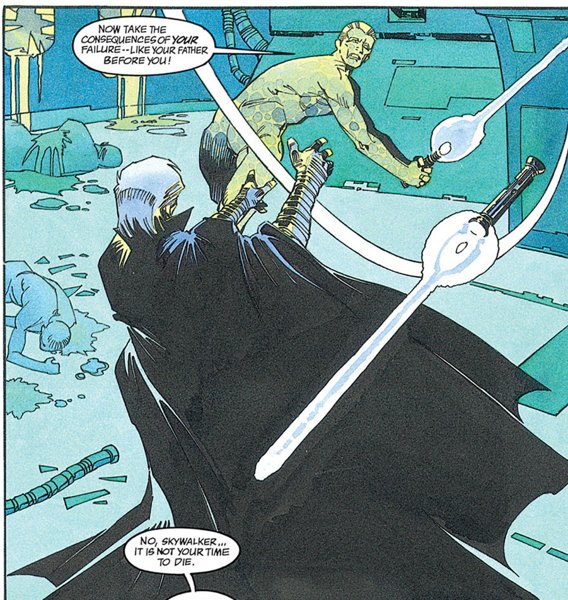 NOW TAKE THE
CONSEQUENCES OF YOUR
FAILURE--LIKE YOUR FATHER
BEFORE YOU!
NO, SKYWALKER...
IT IS NOT YOUR TIME
TO DIE.